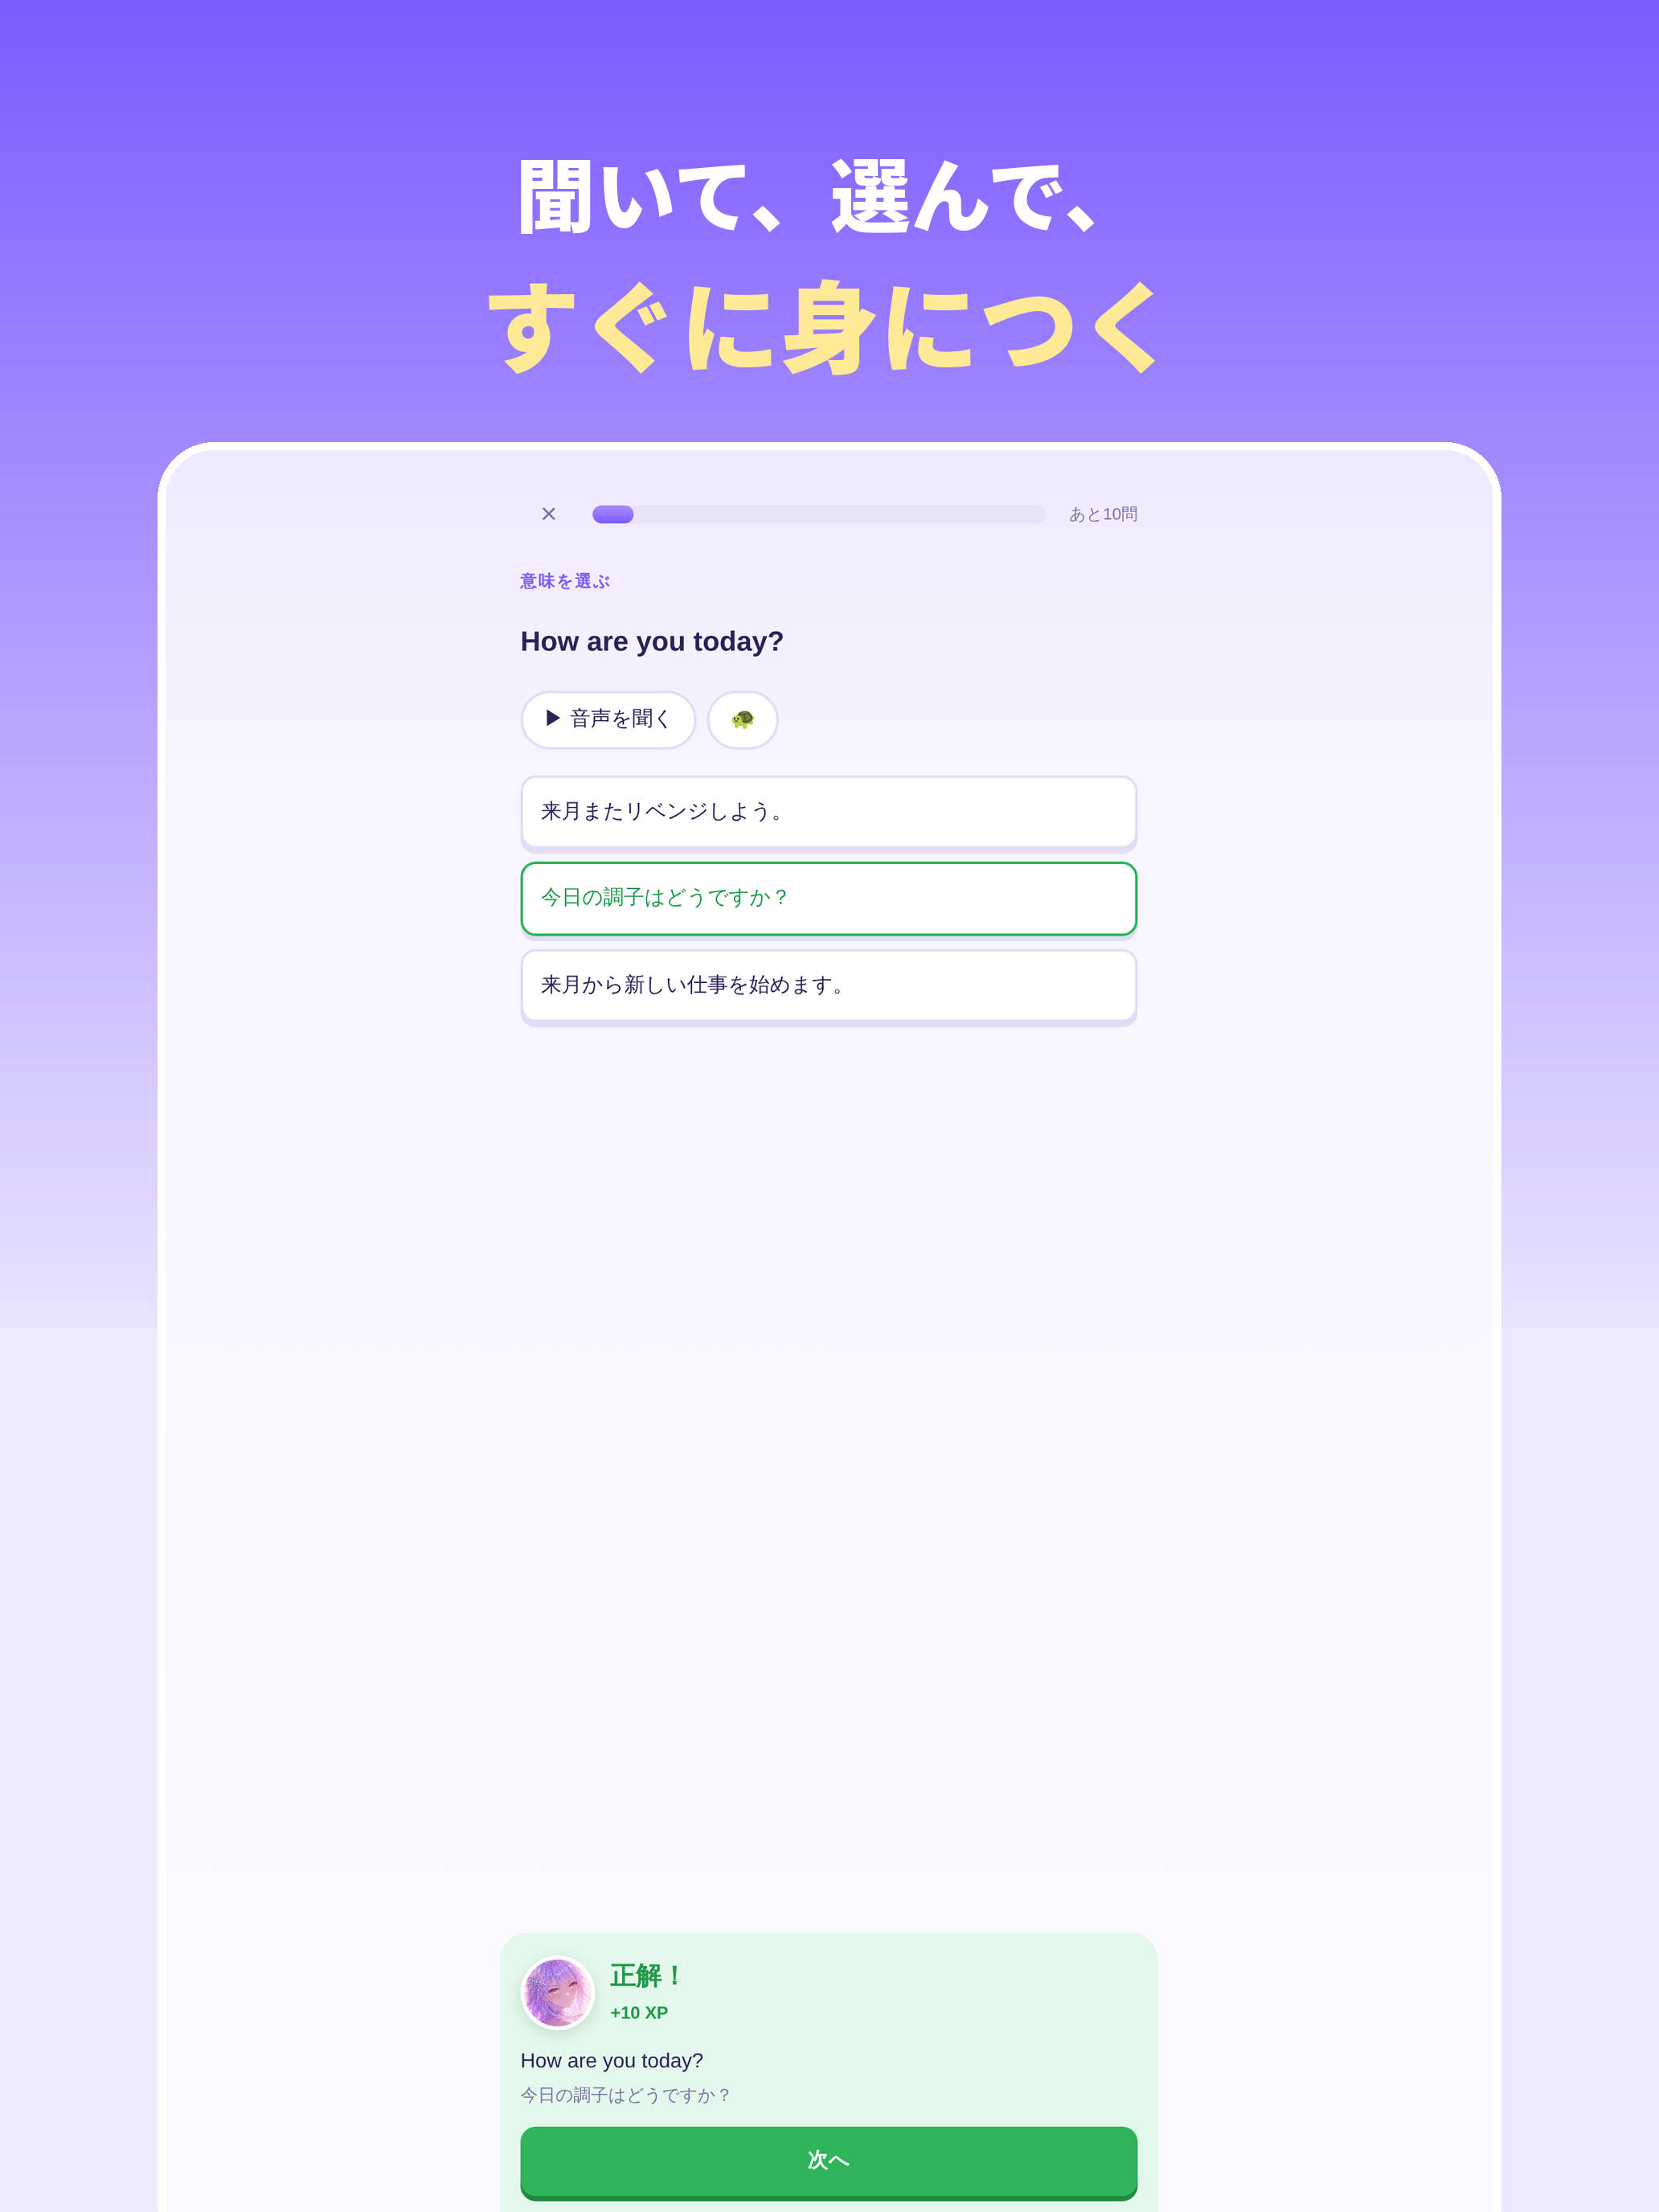 聞いて、選んで、
すぐに身につく
✕ あと10問
意味を選ぶ
How are you today?
▶ 音声を聞く 🐢
来月またリベンジしよう。
今日の調子はどうですか？
来月から新しい仕事を始めます。
正解！
+10 XP
How are you today?
今日の調子はどうですか？
次へ